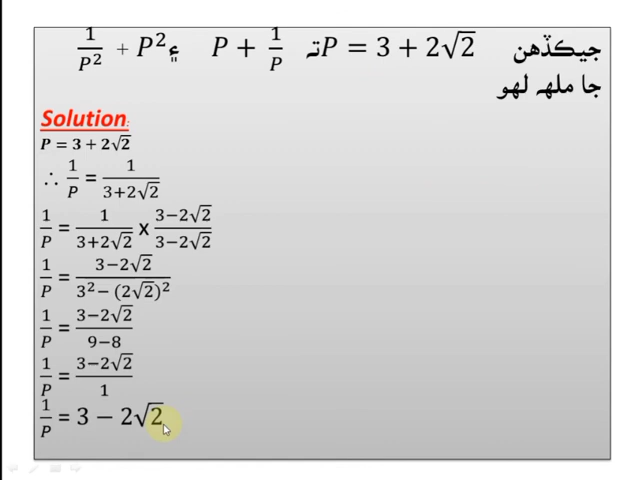 جيڪڏهن P = 3 + 2√2 ته P + 1/P ۽ P² + 1/P²
جا ملهه لهو
Solution:
P = 3 + 2√2
∴ 1/P = 1/(3+2√2)
1/P = 1/(3+2√2) x (3−2√2)/(3−2√2)
1/P = (3−2√2)/(3² − (2√2)²)
1/P = (3−2√2)/(9−8)
1/P = (3−2√2)/1
1/P = 3 − 2√2